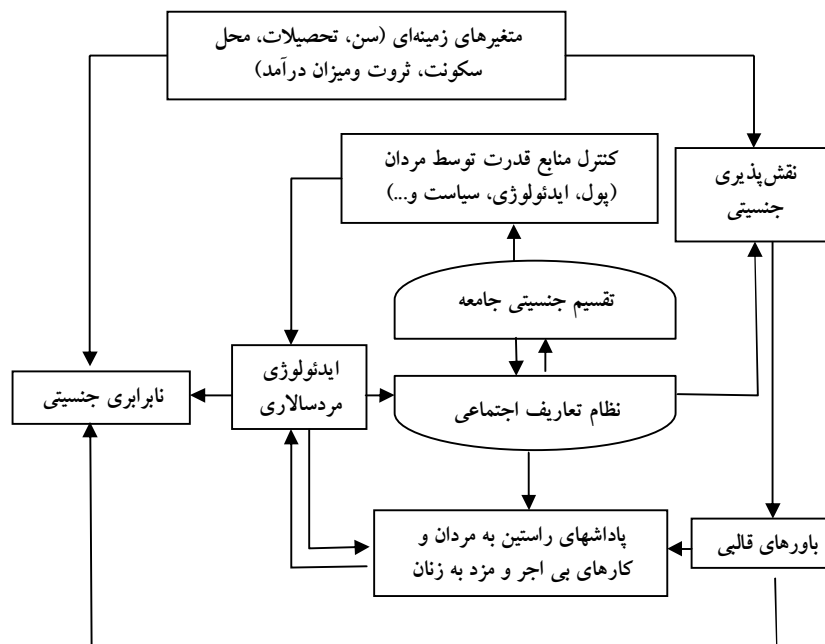 متغیرهای زمینه‌ای (سن، تحصیلات، محل
سکونت، ثروت ومیزان درآمد)
کنترل منابع قدرت توسط مردان
(پول، ایدئولوژی، سیاست و...)
نقش‌پذیری
جنسیتی
تقسیم جنسیتی جامعه
ایدئولوژی
مردسالاری
نابرابری جنسیتی
نظام تعاریف اجتماعی
پاداشهای راستین به مردان و
کارهای بی اجر و مزد به زنان
باورهای قالبی